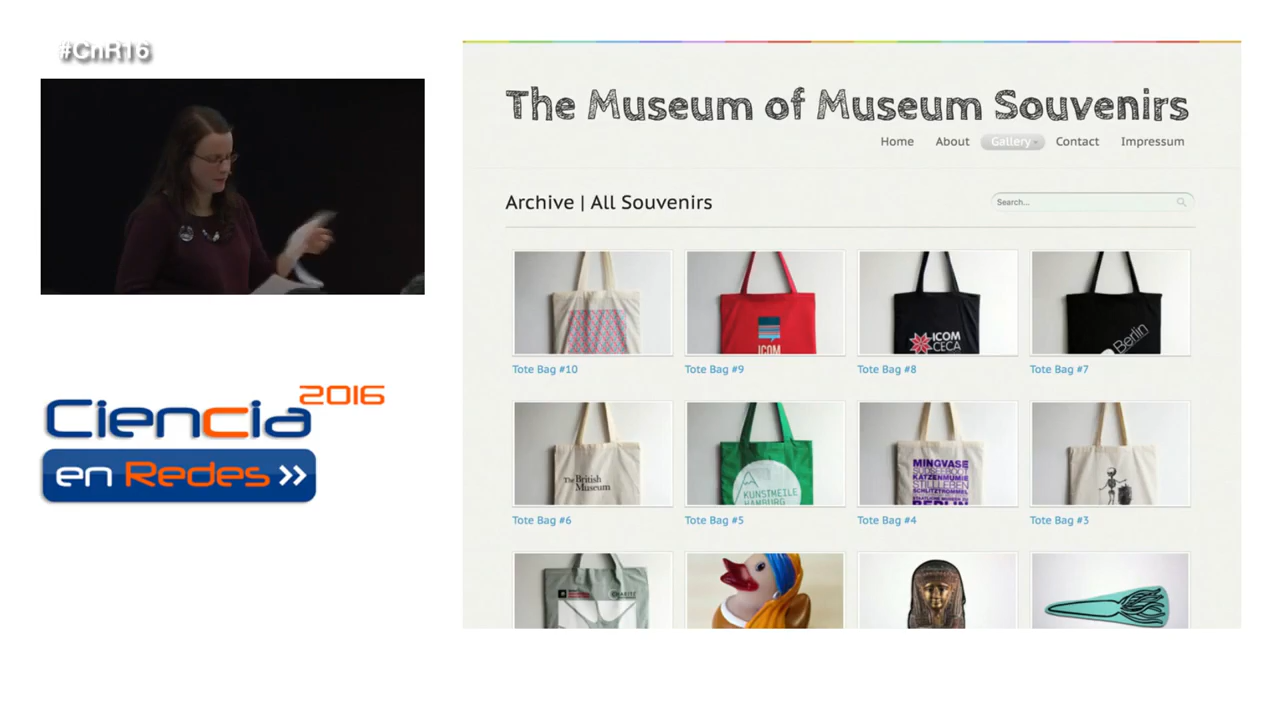 #CnR16
Ciencia
2016
en Redes »
The Museum of Museum Souvenirs
Home About Gallery Contact Impressum
Archive | All Souvenirs
Search...
ICOM
ICOM
CECA
Berlin
Tote Bag #10 Tote Bag #9 Tote Bag #8 Tote Bag #7
The British
Museum
KUNSTMEILE
HAMBURG
MINGVASE
SÜDSEEBOOT
KATZENMUMIE
STILLLEBEN
SCHLITZTROMMEL
BERLIN
Tote Bag #6 Tote Bag #5 Tote Bag #4 Tote Bag #3